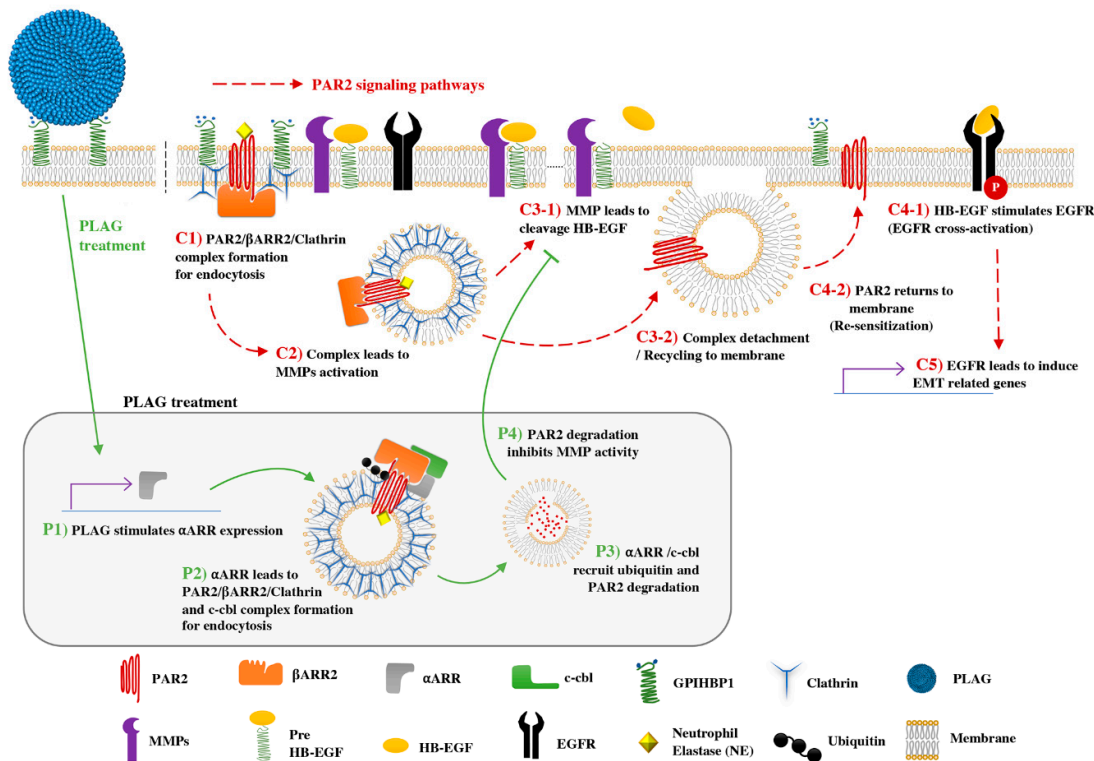 PAR2 signaling pathways
PLAG
treatment
C1) PAR2/βARR2/Clathrin
complex formation
for endocytosis
C2) Complex leads to
MMPs activation
C3-1) MMP leads to
cleavage HB-EGF
C3-2) Complex detachment
/ Recycling to membrane
P
C4-1) HB-EGF stimulates EGFR
(EGFR cross-activation)
C4-2) PAR2 returns to
membrane
(Re-sensitization)
C5) EGFR leads to induce
EMT related genes
PLAG treatment
P1) PLAG stimulates αARR expression
P2) αARR leads to
PAR2/βARR2/Clathrin
and c-cbl complex formation
for endocytosis
P3) αARR /c-cbl
recruit ubiquitin and
PAR2 degradation
P4) PAR2 degradation
inhibits MMP activity
PAR2
βARR2
αARR
c-cbl
GPIHBP1
Clathrin
PLAG
MMPs
Pre
HB-EGF
HB-EGF
EGFR
Neutrophil
Elastase (NE)
Ubiquitin
Membrane